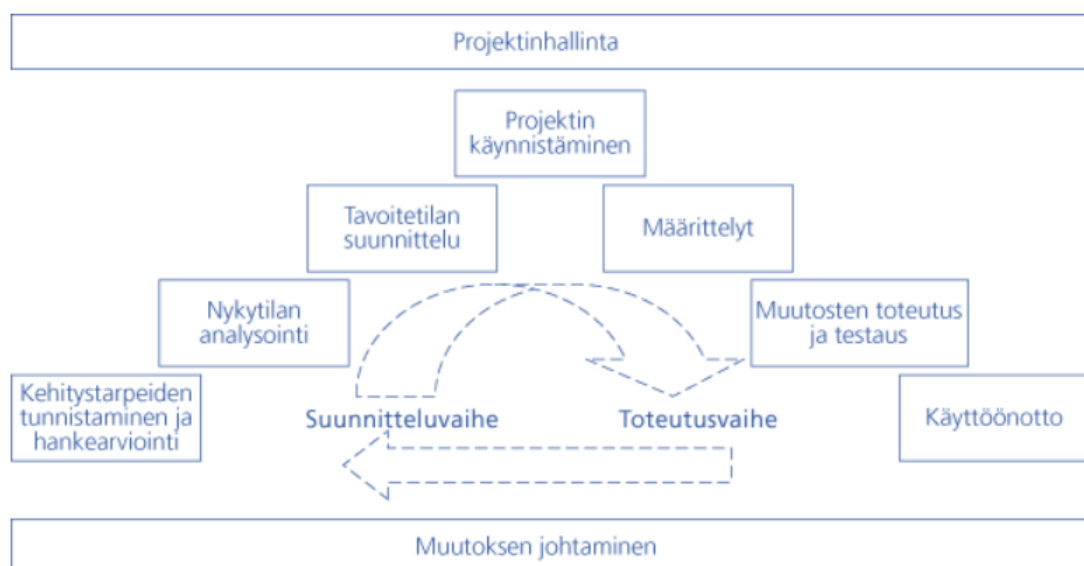 Projektinhallinta
Projektin
käynnistäminen
Tavoitetilan
suunnittelu
Määrittelyt
Nykytilan
analysointi
Muutosten toteutus
ja testaus
Kehitystarpeiden
tunnistaminen ja
hankearviointi
Suunnitteluvaihe
Toteutusvaihe
Käyttöönotto
Muutoksen johtaminen